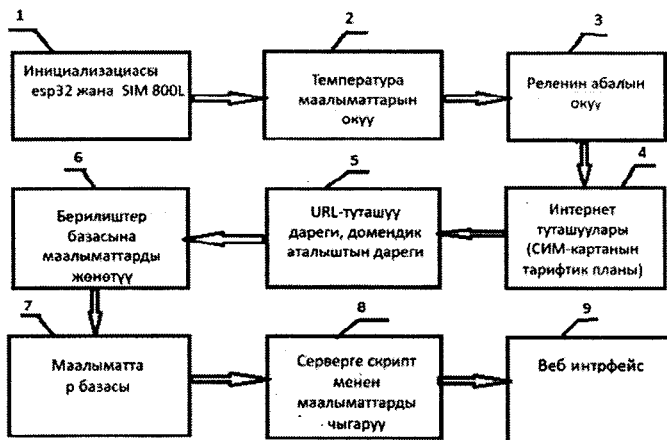 1
Инициализациясы
esp32 жана SIM 800L
2
Температура
маалыматтарын
окуу
3
Реленин абалын
окуу
4
Интернет
туташуулары
(СИМ-картанын
тарифтик планы)
5
URL-туташуу
дареги, домендик
аталыштын дареги
6
Берилиштер
базасына
маалыматтарды
жөнөтүү
7
Маалыматта
р базасы
8
Серверге скрипт
менен
маалыматтарды
чыгаруу
9
Веб интрфейс